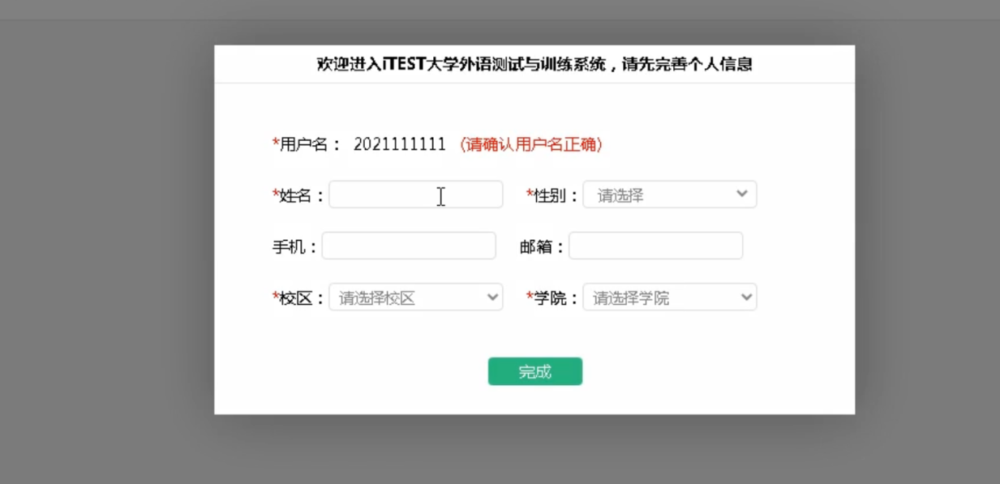 欢迎进入iTEST大学外语测试与训练系统，请先完善个人信息
*用户名： 2021111111 (请确认用户名正确)
*姓名： *性别： 请选择
手机： 邮箱：
*校区： 请选择校区 *学院： 请选择学院
完成